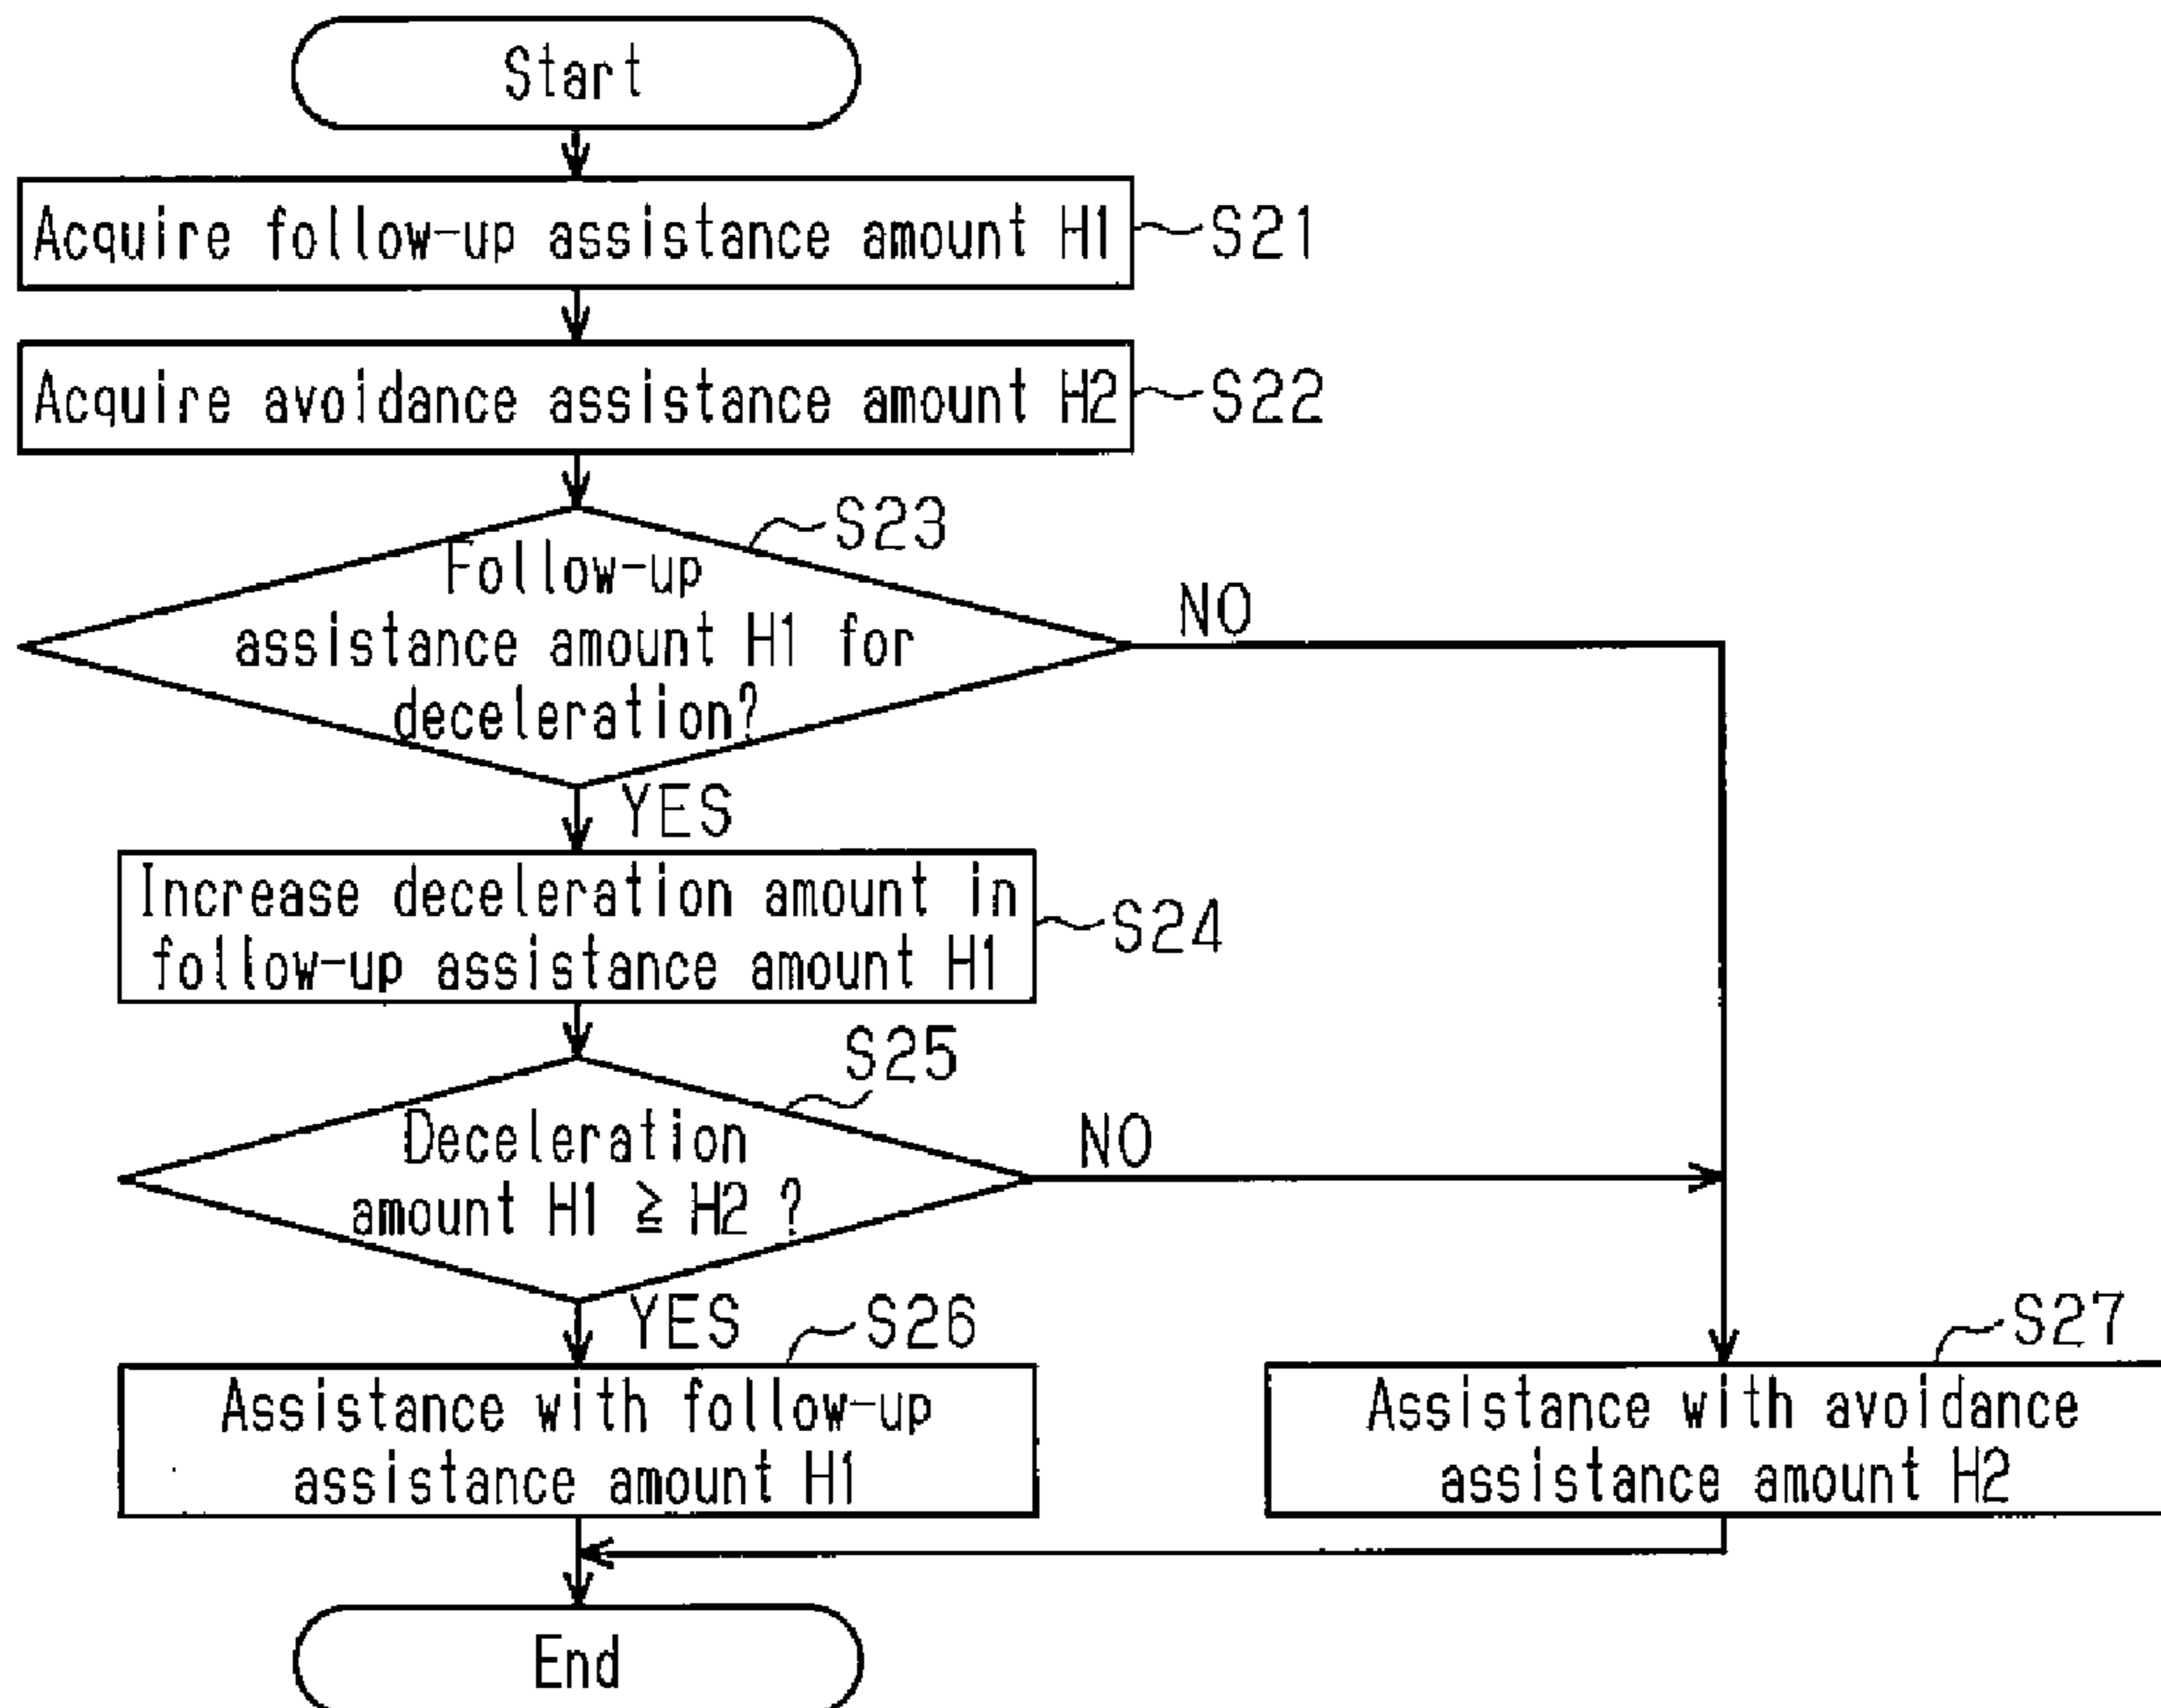 Start
Acquire follow-up assistance amount H1
S21
Acquire avoidance assistance amount H2
S22
S23
Follow-up
assistance amount H1 for
deceleration?
NO
YES
Increase deceleration amount in
follow-up assistance amount H1
S24
S25
Deceleration
amount H1 ≧ H2 ?
NO
YES
S26
Assistance with follow-up
assistance amount H1
S27
Assistance with avoidance
assistance amount H2
End